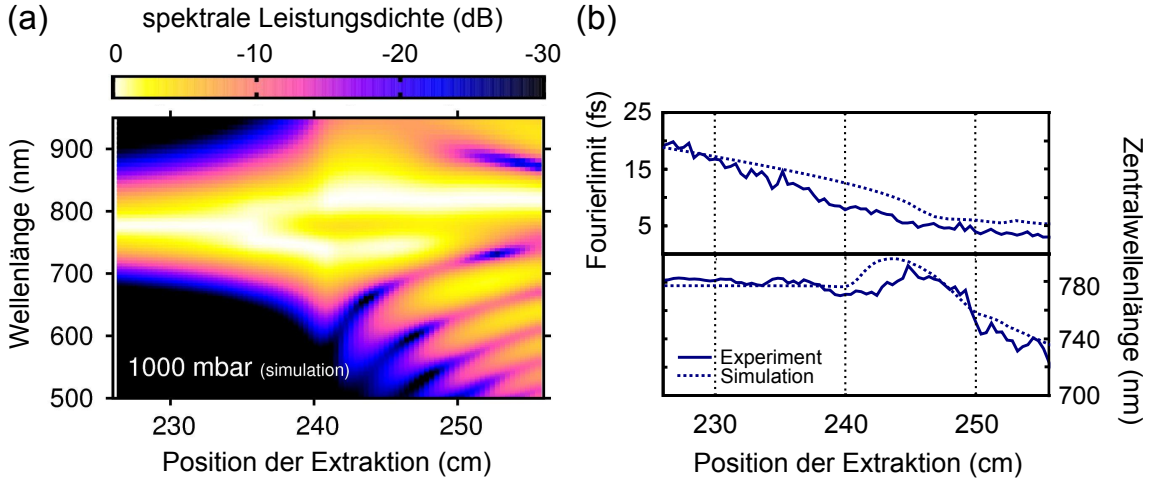 (a)
spektrale Leistungsdichte (dB)
0 -10 -20 -30
Wellenlänge (nm)
900
800
700
600
500
1000 mbar (simulation)
230 240 250
Position der Extraktion (cm)
(b)
Fourierlimit (fs)
25
15
5
Zentralwellenlänge (nm)
780
740
700
Experiment
Simulation
230 240 250
Position der Extraktion (cm)